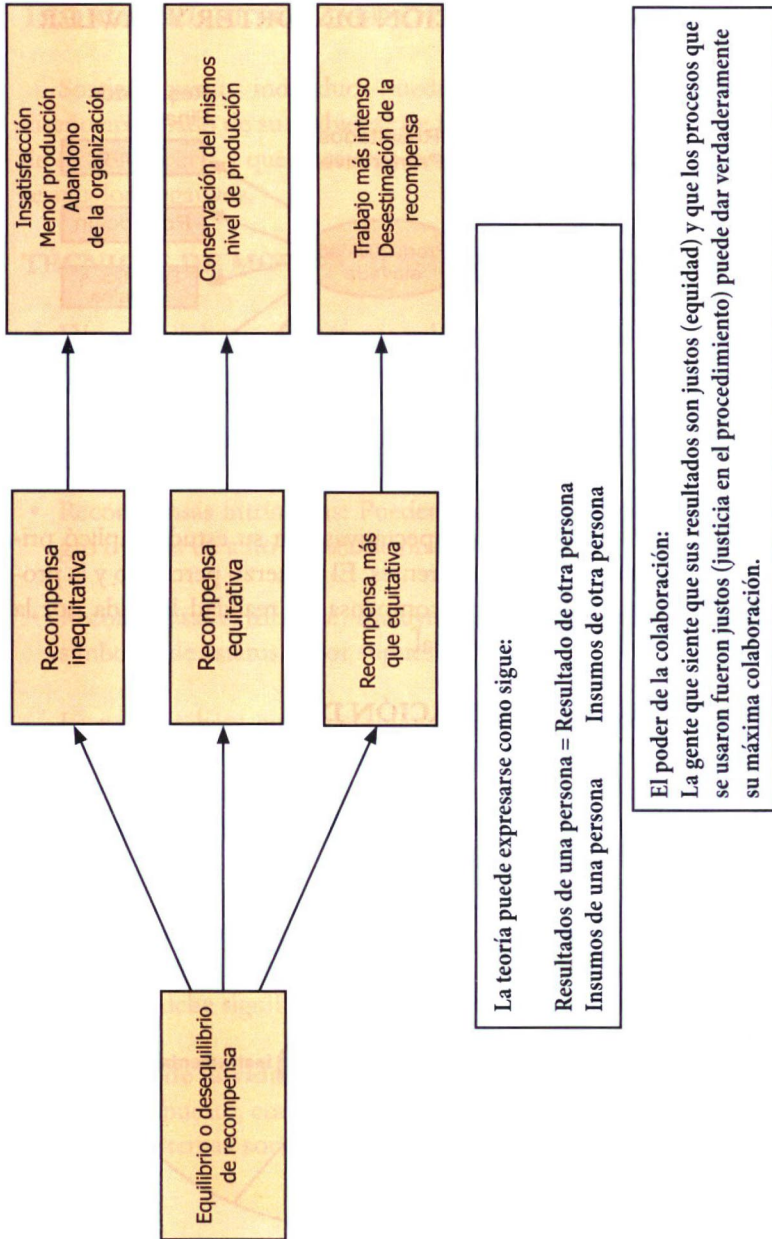 Equilibrio o desequilibrio
de recompensa
Recompensa
inequitativa
Recompensa
equitativa
Recompensa más
que equitativa
Insatisfacción
Menor producción
Abandono
de la organización
Conservación del mismos
nivel de producción
Trabajo más intenso
Desestimación de la
recompensa
La teoría puede expresarse como sigue:
Resultados de una persona = Resultado de otra persona
Insumos de una persona Insumos de otra persona
El poder de la colaboración:
La gente que siente que sus resultados son justos (equidad) y que los procesos que
se usaron fueron justos (justicia en el procedimiento) puede dar verdaderamente
su máxima colaboración.